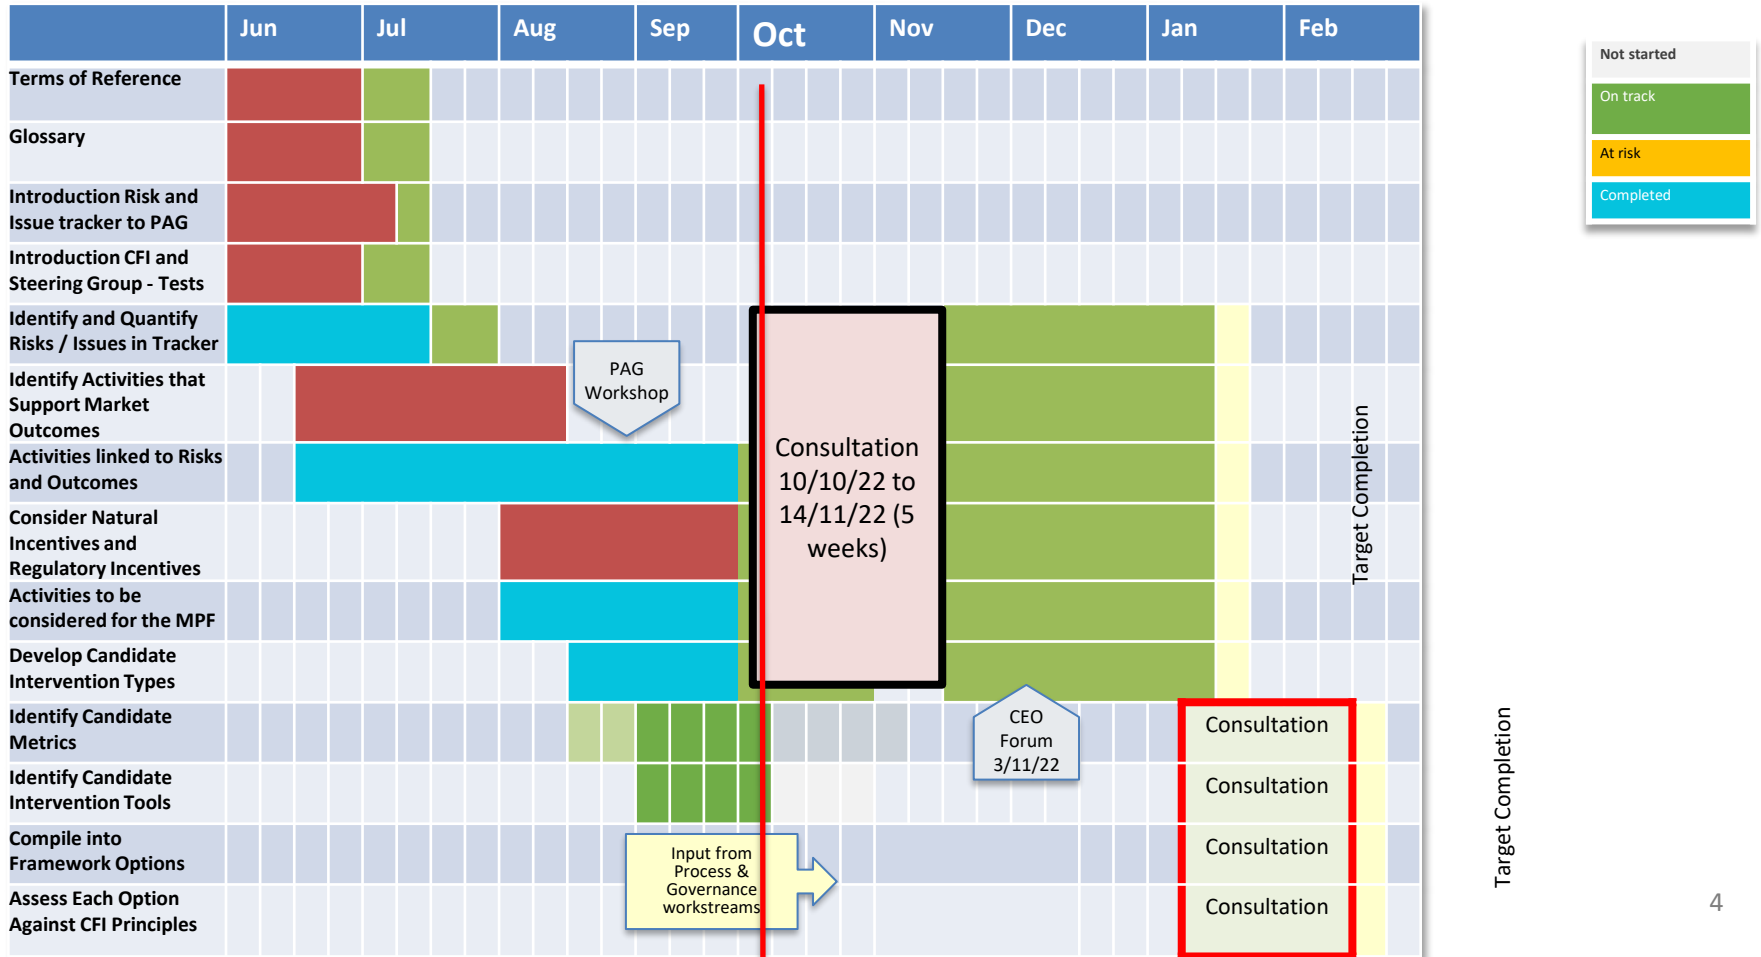 Jun Jul Aug Sep Oct Nov Dec Jan Feb
Terms of Reference
Glossary
Introduction Risk and
Issue tracker to PAG
Introduction CFI and
Steering Group - Tests
Identify and Quantify
Risks / Issues in Tracker
Identify Activities that
Support Market
Outcomes
Activities linked to Risks
and Outcomes
Consider Natural
Incentives and
Regulatory Incentives
Activities to be
considered for the MPF
Develop Candidate
Intervention Types
Identify Candidate
Metrics
Identify Candidate
Intervention Tools
Compile into
Framework Options
Assess Each Option
Against CFI Principles
PAG
Workshop
Consultation
10/10/22 to
14/11/22 (5
weeks)
CEO
Forum
3/11/22
Input from
Process &
Governance
workstreams
Consultation
Consultation
Consultation
Consultation
Target Completion
Target Completion
Not started
On track
At risk
Completed
4